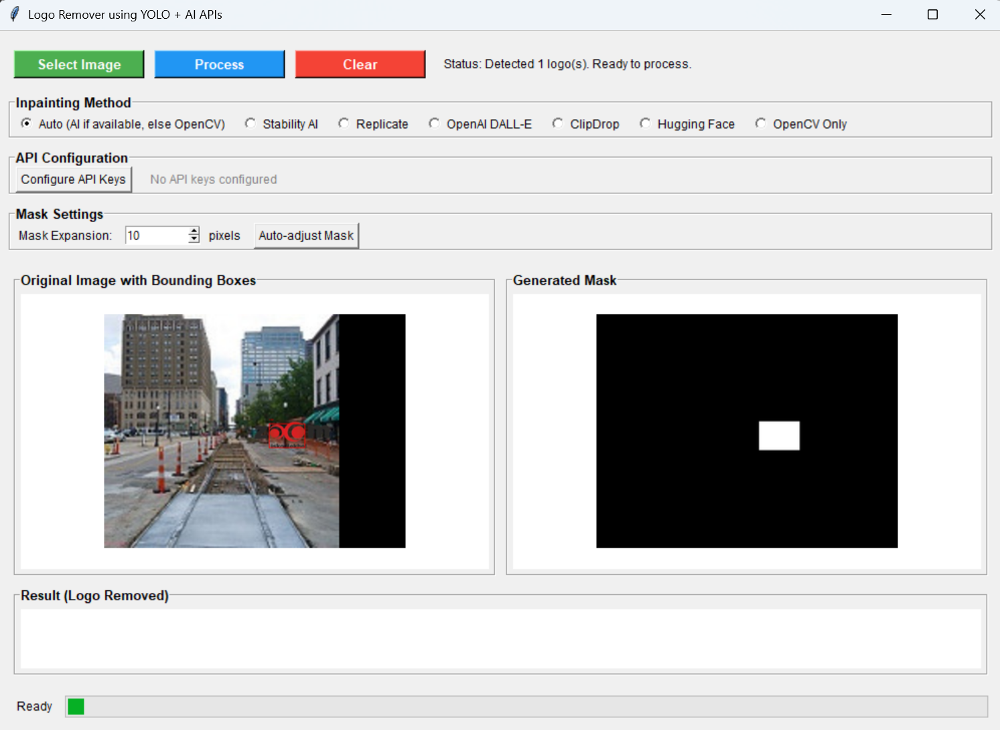 Logo Remover using YOLO + AI APIs
Select Image
Process
Clear
Status: Detected 1 logo(s). Ready to process.
Inpainting Method
Auto (AI if available, else OpenCV)
Stability AI
Replicate
OpenAI DALL-E
ClipDrop
Hugging Face
OpenCV Only
API Configuration
Configure API Keys
No API keys configured
Mask Settings
Mask Expansion:
10
pixels
Auto-adjust Mask
Original Image with Bounding Boxes
Generated Mask
Result (Logo Removed)
Ready